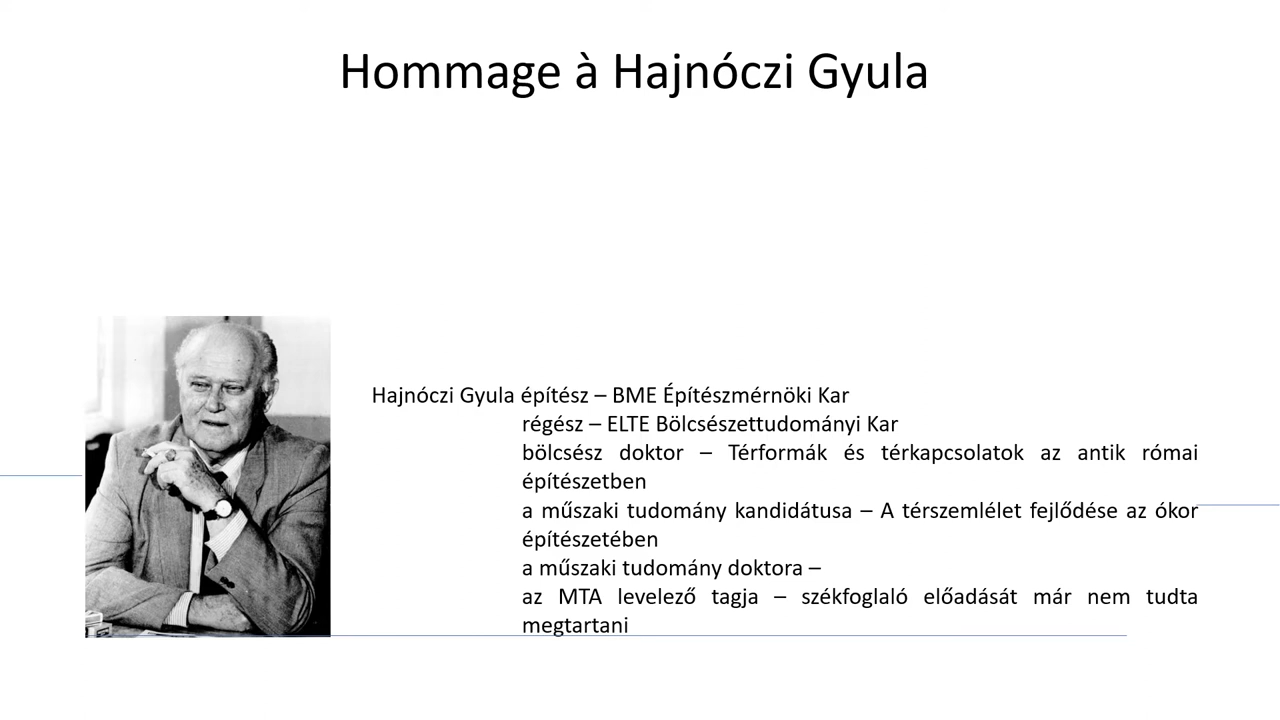 Hommage à Hajnóczi Gyula
Hajnóczi Gyula építész – BME Építészmérnöki Kar
régész – ELTE Bölcsészettudományi Kar
bölcsész doktor – Térformák és térkapcsolatok az antik római
építészetben
a műszaki tudomány kandidátusa – A térszemlélet fejlődése az ókor
építészetében
a műszaki tudomány doktora –
az MTA levelező tagja – székfoglaló előadását már nem tudta
megtartani